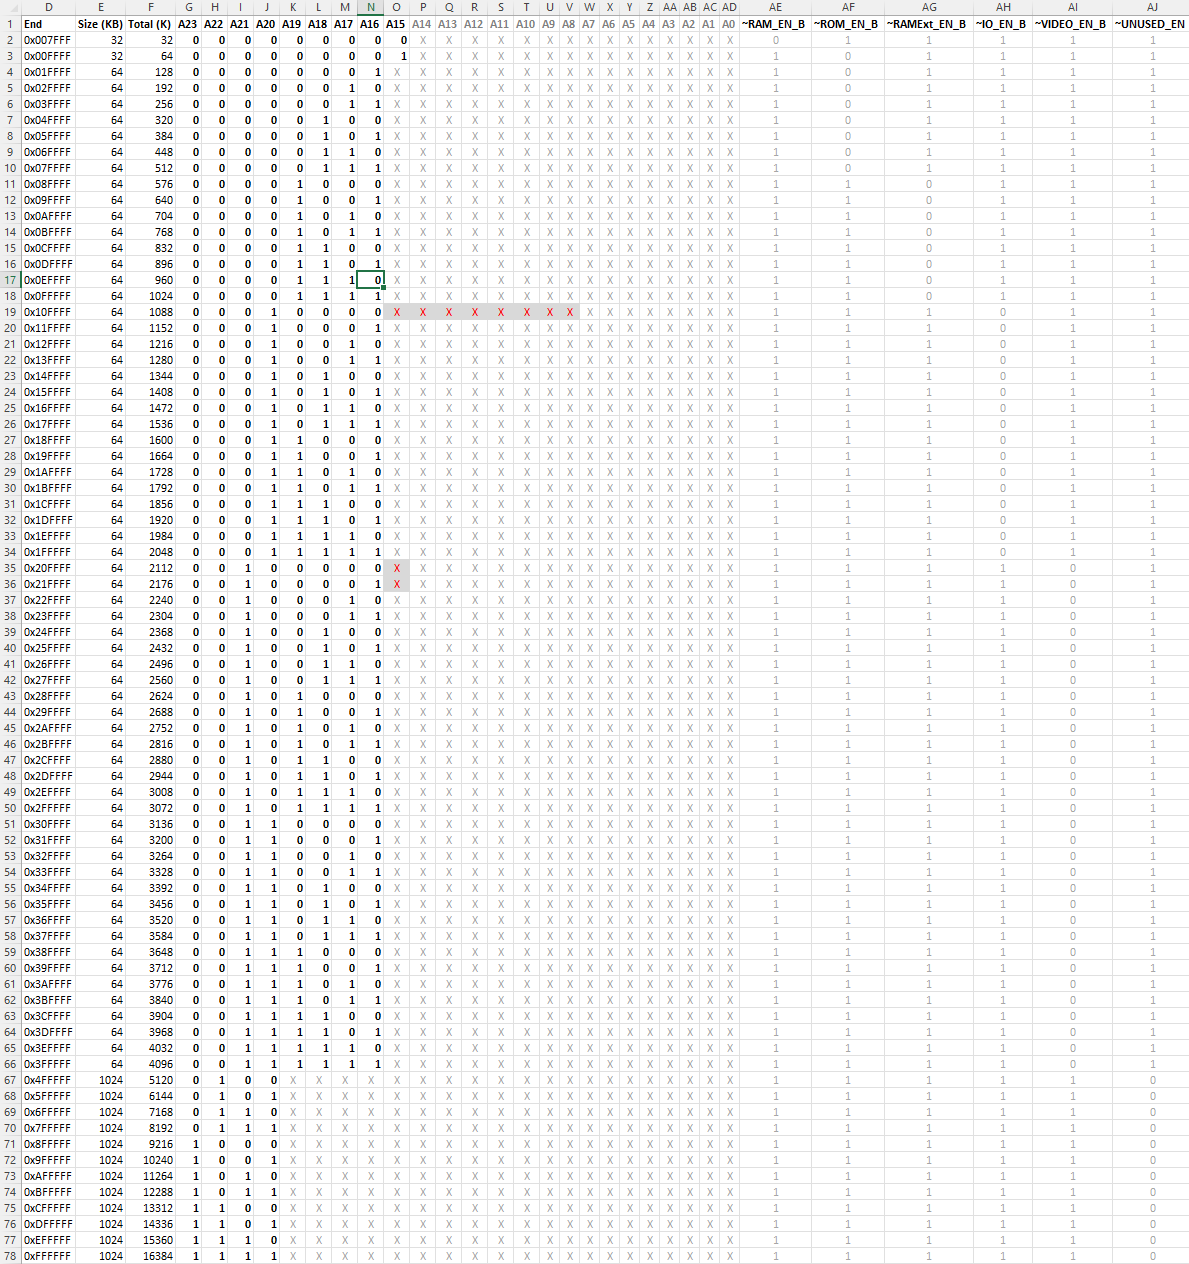 D E F G H I J K L M N O P Q R S T U V W X Y Z AA AB AC AD AE AF AG AH AI AJ
1 End Size (KB) Total (K) A23 A22 A21 A20 A19 A18 A17 A16 A15 A14 A13 A12 A11 A10 A9 A8 A7 A6 A5 A4 A3 A2 A1 A0 ~RAM_EN_B ~ROM_EN_B ~RAMExt_EN_B ~IO_EN_B ~VIDEO_EN_B ~UNUSED_EN
2 0x007FFF 32 32 0 0 0 0 0 0 0 0 0 X X X X X X X X X X X X X X X 0 1 1 1 1 1
3 0x00FFFF 32 64 0 0 0 0 0 0 0 0 1 X X X X X X X X X X X X X X X 1 0 1 1 1 1
4 0x01FFFF 64 128 0 0 0 0 0 0 0 1 X X X X X X X X X X X X X X X X 1 0 1 1 1 1
5 0x02FFFF 64 192 0 0 0 0 0 0 1 0 X X X X X X X X X X X X X X X X 1 0 1 1 1 1
6 0x03FFFF 64 256 0 0 0 0 0 0 1 1 X X X X X X X X X X X X X X X X 1 0 1 1 1 1
7 0x04FFFF 64 320 0 0 0 0 0 1 0 0 X X X X X X X X X X X X X X X X 1 0 1 1 1 1
8 0x05FFFF 64 384 0 0 0 0 0 1 0 1 X X X X X X X X X X X X X X X X 1 0 1 1 1 1
9 0x06FFFF 64 448 0 0 0 0 0 1 1 0 X X X X X X X X X X X X X X X X 1 0 1 1 1 1
10 0x07FFFF 64 512 0 0 0 0 0 1 1 1 X X X X X X X X X X X X X X X X 1 0 1 1 1 1
11 0x08FFFF 64 576 0 0 0 0 1 0 0 0 X X X X X X X X X X X X X X X X 1 1 0 1 1 1
12 0x09FFFF 64 640 0 0 0 0 1 0 0 1 X X X X X X X X X X X X X X X X 1 1 0 1 1 1
13 0x0AFFFF 64 704 0 0 0 0 1 0 1 0 X X X X X X X X X X X X X X X X 1 1 0 1 1 1
14 0x0BFFFF 64 768 0 0 0 0 1 0 1 1 X X X X X X X X X X X X X X X X 1 1 0 1 1 1
15 0x0CFFFF 64 832 0 0 0 0 1 1 0 0 X X X X X X X X X X X X X X X X 1 1 0 1 1 1
16 0x0DFFFF 64 896 0 0 0 0 1 1 0 1 X X X X X X X X X X X X X X X X 1 1 0 1 1 1
17 0x0EFFFF 64 960 0 0 0 0 1 1 1 0 X X X X X X X X X X X X X X X X 1 1 0 1 1 1
18 0x0FFFFF 64 1024 0 0 0 0 1 1 1 1 X X X X X X X X X X X X X X X X 1 1 0 1 1 1
19 0x10FFFF 64 1088 0 0 0 1 0 0 0 0 X X X X X X X X X X X X X X X X 1 1 1 0 1 1
20 0x11FFFF 64 1152 0 0 0 1 0 0 0 1 X X X X X X X X X X X X X X X X 1 1 1 0 1 1
21 0x12FFFF 64 1216 0 0 0 1 0 0 1 0 X X X X X X X X X X X X X X X X 1 1 1 0 1 1
22 0x13FFFF 64 1280 0 0 0 1 0 0 1 1 X X X X X X X X X X X X X X X X 1 1 1 0 1 1
23 0x14FFFF 64 1344 0 0 0 1 0 1 0 0 X X X X X X X X X X X X X X X X 1 1 1 0 1 1
24 0x15FFFF 64 1408 0 0 0 1 0 1 0 1 X X X X X X X X X X X X X X X X 1 1 1 0 1 1
25 0x16FFFF 64 1472 0 0 0 1 0 1 1 0 X X X X X X X X X X X X X X X X 1 1 1 0 1 1
26 0x17FFFF 64 1536 0 0 0 1 0 1 1 1 X X X X X X X X X X X X X X X X 1 1 1 0 1 1
27 0x18FFFF 64 1600 0 0 0 1 1 0 0 0 X X X X X X X X X X X X X X X X 1 1 1 0 1 1
28 0x19FFFF 64 1664 0 0 0 1 1 0 0 1 X X X X X X X X X X X X X X X X 1 1 1 0 1 1
29 0x1AFFFF 64 1728 0 0 0 1 1 0 1 0 X X X X X X X X X X X X X X X X 1 1 1 0 1 1
30 0x1BFFFF 64 1792 0 0 0 1 1 0 1 1 X X X X X X X X X X X X X X X X 1 1 1 0 1 1
31 0x1CFFFF 64 1856 0 0 0 1 1 1 0 0 X X X X X X X X X X X X X X X X 1 1 1 0 1 1
32 0x1DFFFF 64 1920 0 0 0 1 1 1 0 1 X X X X X X X X X X X X X X X X 1 1 1 0 1 1
33 0x1EFFFF 64 1984 0 0 0 1 1 1 1 0 X X X X X X X X X X X X X X X X 1 1 1 0 1 1
34 0x1FFFFF 64 2048 0 0 0 1 1 1 1 1 X X X X X X X X X X X X X X X X 1 1 1 0 1 1
35 0x20FFFF 64 2112 0 0 1 0 0 0 0 0 X X X X X X X X X X X X X X X X 1 1 1 1 0 1
36 0x21FFFF 64 2176 0 0 1 0 0 0 0 1 X X X X X X X X X X X X X X X X 1 1 1 1 0 1
37 0x22FFFF 64 2240 0 0 1 0 0 0 1 0 X X X X X X X X X X X X X X X X 1 1 1 1 0 1
38 0x23FFFF 64 2304 0 0 1 0 0 0 1 1 X X X X X X X X X X X X X X X X 1 1 1 1 0 1
39 0x24FFFF 64 2368 0 0 1 0 0 1 0 0 X X X X X X X X X X X X X X X X 1 1 1 1 0 1
40 0x25FFFF 64 2432 0 0 1 0 0 1 0 1 X X X X X X X X X X X X X X X X 1 1 1 1 0 1
41 0x26FFFF 64 2496 0 0 1 0 0 1 1 0 X X X X X X X X X X X X X X X X 1 1 1 1 0 1
42 0x27FFFF 64 2560 0 0 1 0 0 1 1 1 X X X X X X X X X X X X X X X X 1 1 1 1 0 1
43 0x28FFFF 64 2624 0 0 1 0 1 0 0 0 X X X X X X X X X X X X X X X X 1 1 1 1 0 1
44 0x29FFFF 64 2688 0 0 1 0 1 0 0 1 X X X X X X X X X X X X X X X X 1 1 1 1 0 1
45 0x2AFFFF 64 2752 0 0 1 0 1 0 1 0 X X X X X X X X X X X X X X X X 1 1 1 1 0 1
46 0x2BFFFF 64 2816 0 0 1 0 1 0 1 1 X X X X X X X X X X X X X X X X 1 1 1 1 0 1
47 0x2CFFFF 64 2880 0 0 1 0 1 1 0 0 X X X X X X X X X X X X X X X X 1 1 1 1 0 1
48 0x2DFFFF 64 2944 0 0 1 0 1 1 0 1 X X X X X X X X X X X X X X X X 1 1 1 1 0 1
49 0x2EFFFF 64 3008 0 0 1 0 1 1 1 0 X X X X X X X X X X X X X X X X 1 1 1 1 0 1
50 0x2FFFFF 64 3072 0 0 1 0 1 1 1 1 X X X X X X X X X X X X X X X X 1 1 1 1 0 1
51 0x30FFFF 64 3136 0 0 1 1 0 0 0 0 X X X X X X X X X X X X X X X X 1 1 1 1 0 1
52 0x31FFFF 64 3200 0 0 1 1 0 0 0 1 X X X X X X X X X X X X X X X X 1 1 1 1 0 1
53 0x32FFFF 64 3264 0 0 1 1 0 0 1 0 X X X X X X X X X X X X X X X X 1 1 1 1 0 1
54 0x33FFFF 64 3328 0 0 1 1 0 0 1 1 X X X X X X X X X X X X X X X X 1 1 1 1 0 1
55 0x34FFFF 64 3392 0 0 1 1 0 1 0 0 X X X X X X X X X X X X X X X X 1 1 1 1 0 1
56 0x35FFFF 64 3456 0 0 1 1 0 1 0 1 X X X X X X X X X X X X X X X X 1 1 1 1 0 1
57 0x36FFFF 64 3520 0 0 1 1 0 1 1 0 X X X X X X X X X X X X X X X X 1 1 1 1 0 1
58 0x37FFFF 64 3584 0 0 1 1 0 1 1 1 X X X X X X X X X X X X X X X X 1 1 1 1 0 1
59 0x38FFFF 64 3648 0 0 1 1 1 0 0 0 X X X X X X X X X X X X X X X X 1 1 1 1 0 1
60 0x39FFFF 64 3712 0 0 1 1 1 0 0 1 X X X X X X X X X X X X X X X X 1 1 1 1 0 1
61 0x3AFFFF 64 3776 0 0 1 1 1 0 1 0 X X X X X X X X X X X X X X X X 1 1 1 1 0 1
62 0x3BFFFF 64 3840 0 0 1 1 1 0 1 1 X X X X X X X X X X X X X X X X 1 1 1 1 0 1
63 0x3CFFFF 64 3904 0 0 1 1 1 1 0 0 X X X X X X X X X X X X X X X X 1 1 1 1 0 1
64 0x3DFFFF 64 3968 0 0 1 1 1 1 0 1 X X X X X X X X X X X X X X X X 1 1 1 1 0 1
65 0x3EFFFF 64 4032 0 0 1 1 1 1 1 0 X X X X X X X X X X X X X X X X 1 1 1 1 0 1
66 0x3FFFFF 64 4096 0 0 1 1 1 1 1 1 X X X X X X X X X X X X X X X X 1 1 1 1 0 1
67 0x4FFFFF 1024 5120 0 1 0 0 X X X X X X X X X X X X X X X X X X X X 1 1 1 1 1 0
68 0x5FFFFF 1024 6144 0 1 0 1 X X X X X X X X X X X X X X X X X X X X 1 1 1 1 1 0
69 0x6FFFFF 1024 7168 0 1 1 0 X X X X X X X X X X X X X X X X X X X X 1 1 1 1 1 0
70 0x7FFFFF 1024 8192 0 1 1 1 X X X X X X X X X X X X X X X X X X X X 1 1 1 1 1 0
71 0x8FFFFF 1024 9216 1 0 0 0 X X X X X X X X X X X X X X X X X X X X 1 1 1 1 1 0
72 0x9FFFFF 1024 10240 1 0 0 1 X X X X X X X X X X X X X X X X X X X X 1 1 1 1 1 0
73 0xAFFFFF 1024 11264 1 0 1 0 X X X X X X X X X X X X X X X X X X X X 1 1 1 1 1 0
74 0xBFFFFF 1024 12288 1 0 1 1 X X X X X X X X X X X X X X X X X X X X 1 1 1 1 1 0
75 0xCFFFFF 1024 13312 1 1 0 0 X X X X X X X X X X X X X X X X X X X X 1 1 1 1 1 0
76 0xDFFFFF 1024 14336 1 1 0 1 X X X X X X X X X X X X X X X X X X X X 1 1 1 1 1 0
77 0xEFFFFF 1024 15360 1 1 1 0 X X X X X X X X X X X X X X X X X X X X 1 1 1 1 1 0
78 0xFFFFFF 1024 16384 1 1 1 1 X X X X X X X X X X X X X X X X X X X X 1 1 1 1 1 0